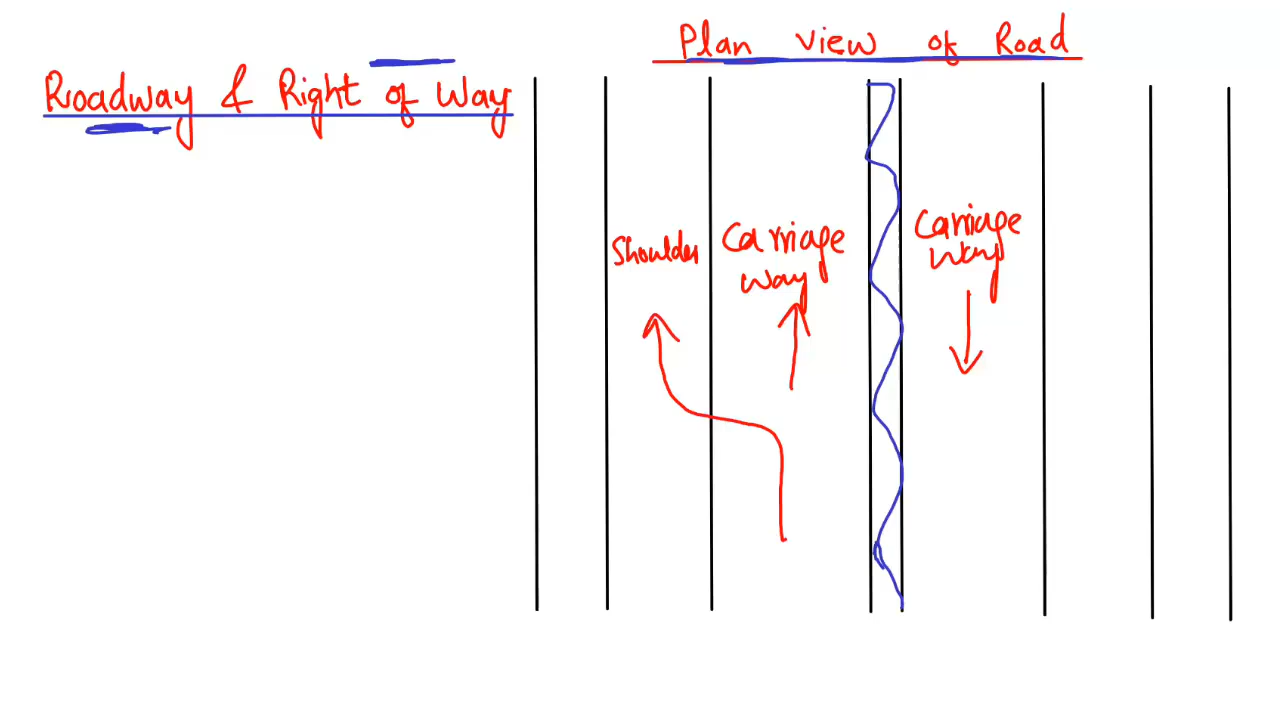 Plan view of Road
Roadway & Right of Way
Shoulder
Carriage
way
Carriage
Way